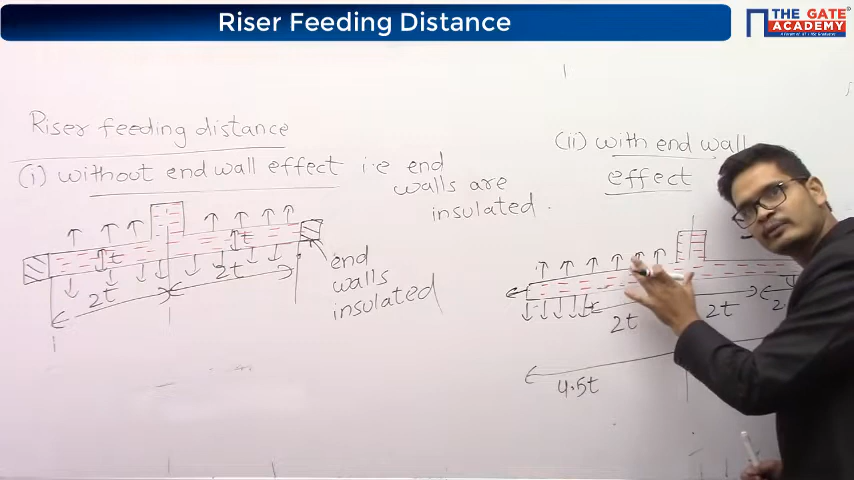 Riser Feeding Distance
THE GATE
ACADEMY
Riser feeding distance
(i) without end wall effect i.e end
walls are
insulated.
t
t
2t
2t
end
walls
insulated
(ii) with end wall
effect
2t
2t
2.
4.5t